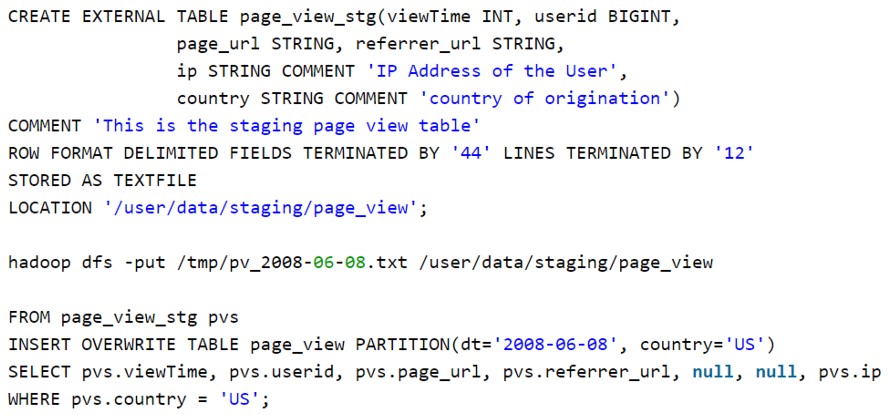 CREATE EXTERNAL TABLE page_view_stg(viewTime INT, userid BIGINT,
page_url STRING, referrer_url STRING,
ip STRING COMMENT 'IP Address of the User',
country STRING COMMENT 'country of origination')
COMMENT 'This is the staging page view table'
ROW FORMAT DELIMITED FIELDS TERMINATED BY '44' LINES TERMINATED BY '12'
STORED AS TEXTFILE
LOCATION '/user/data/staging/page_view';
hadoop dfs -put /tmp/pv_2008-06-08.txt /user/data/staging/page_view
FROM page_view_stg pvs
INSERT OVERWRITE TABLE page_view PARTITION(dt='2008-06-08', country='US')
SELECT pvs.viewTime, pvs.userid, pvs.page_url, pvs.referrer_url, null, null, pvs.ip
WHERE pvs.country = 'US';